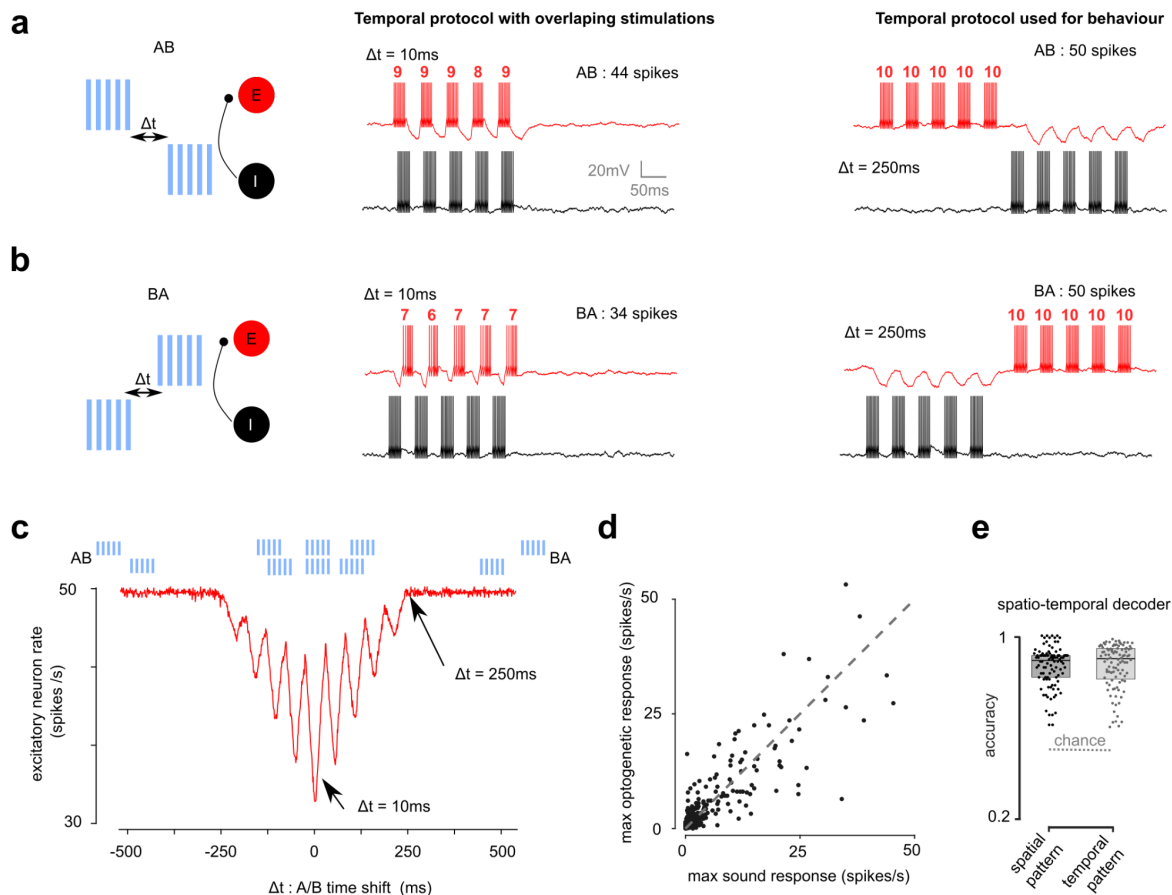 a
Temporal protocol with overlaping stimulations
Temporal protocol used for behaviour
AB
Δt
E
I
Δt = 10ms
9 9 9 8 9
AB : 44 spikes
20mV
50ms
10 10 10 10 10
AB : 50 spikes
Δt = 250ms
b
BA
Δt
E
I
Δt = 10ms
7 6 7 7 7
BA : 34 spikes
BA : 50 spikes
Δt = 250ms
10 10 10 10 10
c
AB
BA
50
30
excitatory neuron rate
(spikes /s)
Δt = 250ms
Δt = 10ms
-500 -250 0 250 500
Δt : A/B time shift (ms)
d
max optogenetic response (spikes/s)
50
25
0
0 25 50
max sound response (spikes/s)
e
spatio-temporal decoder
1
accuracy
chance
0.2
spatial
pattern
temporal
pattern